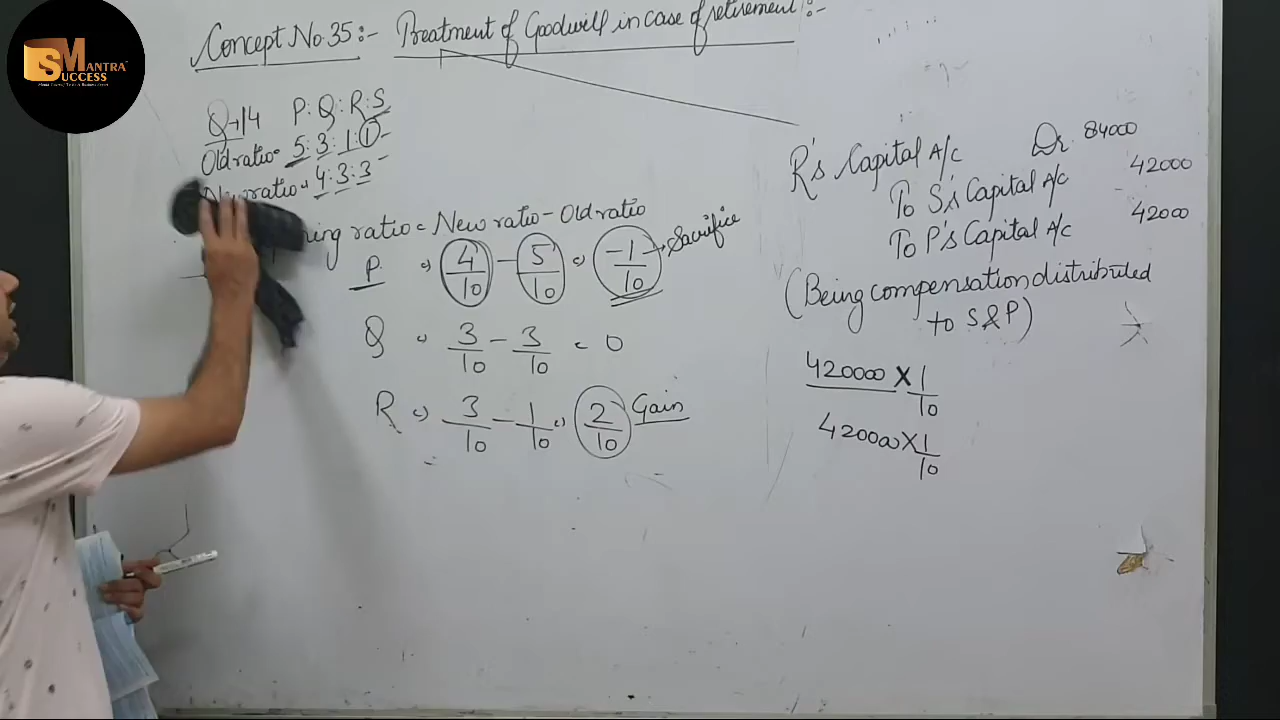 SMANTRA
SUCCESS
Concept No.35:- Treatment of Goodwill in case of retirement:-
Q→14 P:Q:R:S
Old ratio= 5:3:1:1
ratio= 4:3:3
ratio = New ratio - Old ratio
P ⇒ 4/10 - 5/10 ⇒ -1/10 → Sacrifice
Q = 3/10 - 3/10 = 0
R ⇒ 3/10 - 1/10 ⇒ 2/10 Gain
R's Capital A/c Dr. 84000
To S's Capital A/c 42000
To P's Capital A/c 42000
(Being compensation distributed
to S & P)
420000 X 1/10
420000 X 1/10